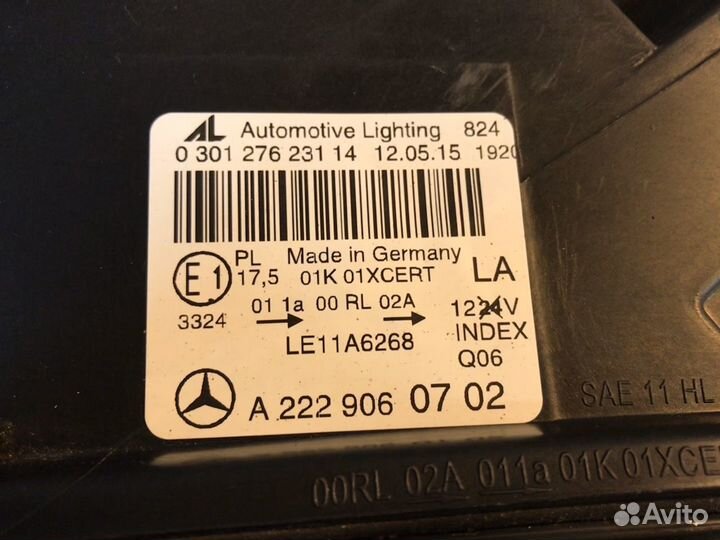 AL Automotive Lighting 824
0 301 276 231 14 12.05.15 1920
PL Made in Germany
E1 17,5 01K 01XCERT LA
01 1a 00 RL 02A 1224V
3324 → → INDEX
LE11A6268 Q06
A 222 906 07 02
SAE 11 HL
00RL 02A 011a 01K 01XCE
Avito